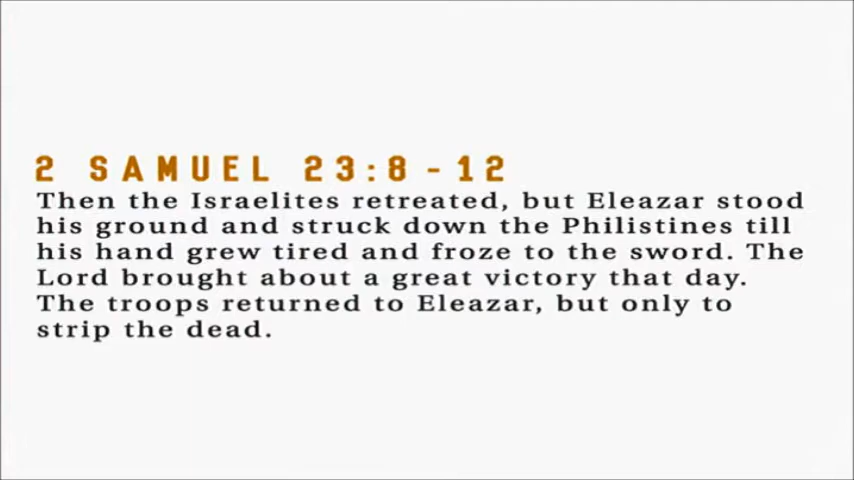 2 SAMUEL 23:8-12
Then the Israelites retreated, but Eleazar stood
his ground and struck down the Philistines till
his hand grew tired and froze to the sword. The
Lord brought about a great victory that day.
The troops returned to Eleazar, but only to
strip the dead.